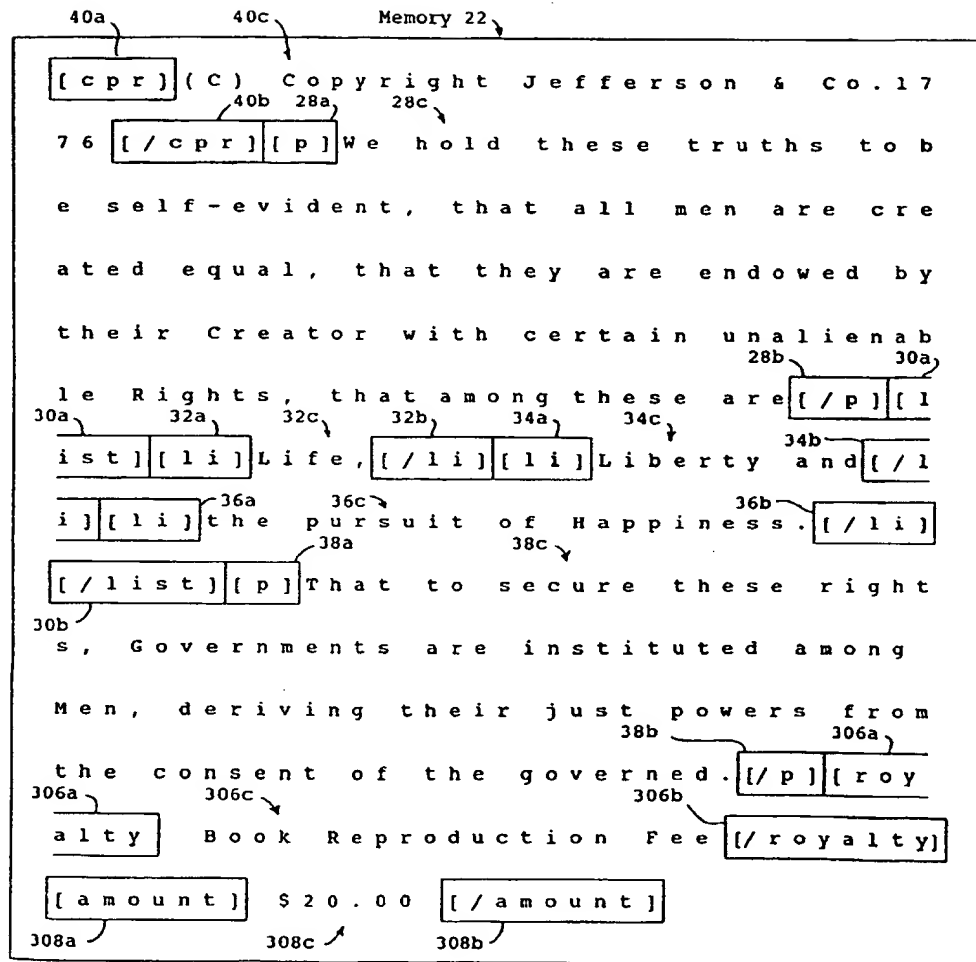 40a 40c Memory 22
[cpr](C) Copyright Jefferson & Co.17
40b 28a 28c
76 [/cpr][p]We hold these truths to b
e self-evident, that all men are cre
ated equal, that they are endowed by
their Creator with certain unalienab
28b 30a
le Rights, that among these are[/p][l
30a 32a 32c 32b 34a 34c
ist][li]Life,[/li][li]Liberty and[/l
34b
i][li]the pursuit of Happiness.[/li]
36a 36c 36b
38a 38c
[/list][p]That to secure these right
30b
s, Governments are instituted among
Men, deriving their just powers from
38b 306a
the consent of the governed.[/p][roy
306a 306c 306b
alty Book Reproduction Fee[/royalty]
[amount] $20.00 [/amount]
308a 308c 308b